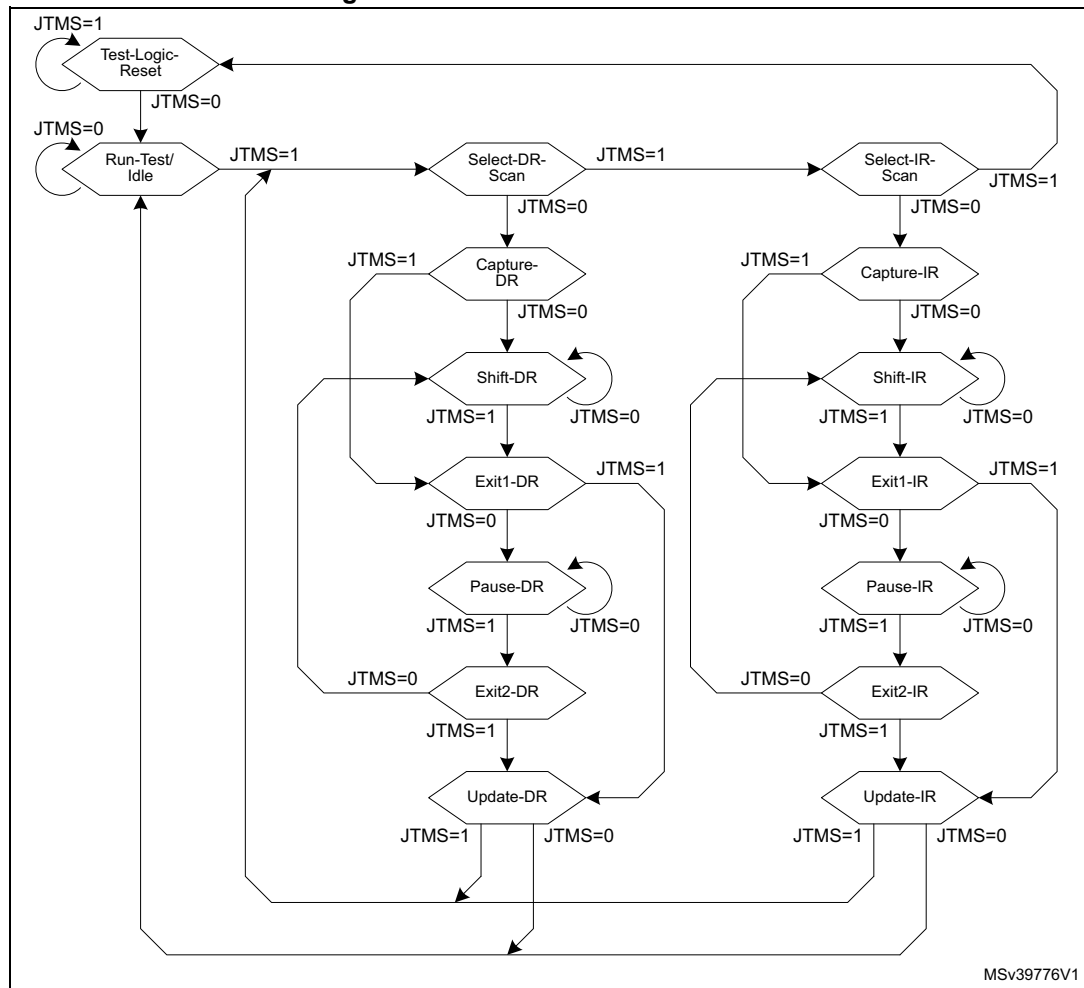 g
JTMS=1
Test-Logic-
Reset
JTMS=0
JTMS=0
Run-Test/
Idle
JTMS=1
Select-DR-
Scan
JTMS=1
Select-IR-
Scan
JTMS=1
JTMS=0
JTMS=0
JTMS=1
Capture-
DR
JTMS=1
Capture-IR
JTMS=0
JTMS=0
Shift-DR
Shift-IR
JTMS=1
JTMS=0
JTMS=1
JTMS=0
Exit1-DR
JTMS=1
Exit1-IR
JTMS=1
JTMS=0
JTMS=0
Pause-DR
Pause-IR
JTMS=1
JTMS=0
JTMS=1
JTMS=0
JTMS=0
Exit2-DR
JTMS=0
Exit2-IR
JTMS=1
JTMS=1
Update-DR
Update-IR
JTMS=1
JTMS=0
JTMS=1
JTMS=0
MSv39776V1